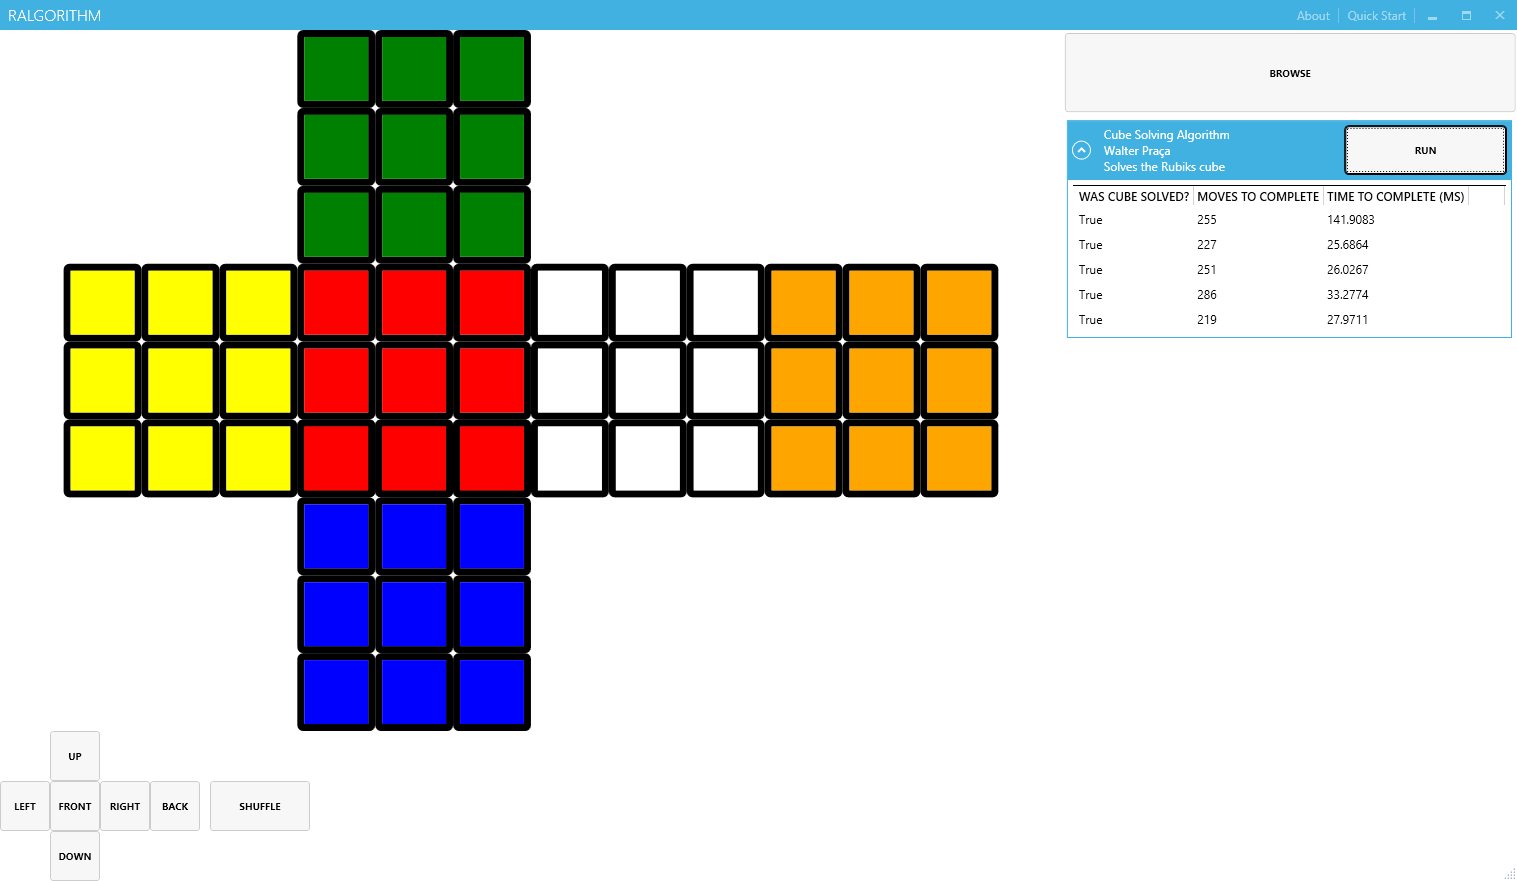 RALGORITHM
About
Quick Start
BROWSE
Cube Solving Algorithm
Walter Praça
Solves the Rubiks cube
RUN
WAS CUBE SOLVED? MOVES TO COMPLETE TIME TO COMPLETE (MS)
True 255 141.9083
True 227 25.6864
True 251 26.0267
True 286 33.2774
True 219 27.9711
UP
LEFT FRONT RIGHT BACK SHUFFLE
DOWN